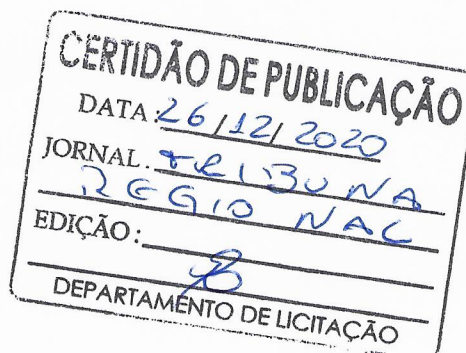 CERTIDÃO DE PUBLICAÇÃO
DATA: 26/12/2020
JORNAL. TRIBUNA
REGIONAL
EDIÇÃO:
DEPARTAMENTO DE LICITAÇÃO